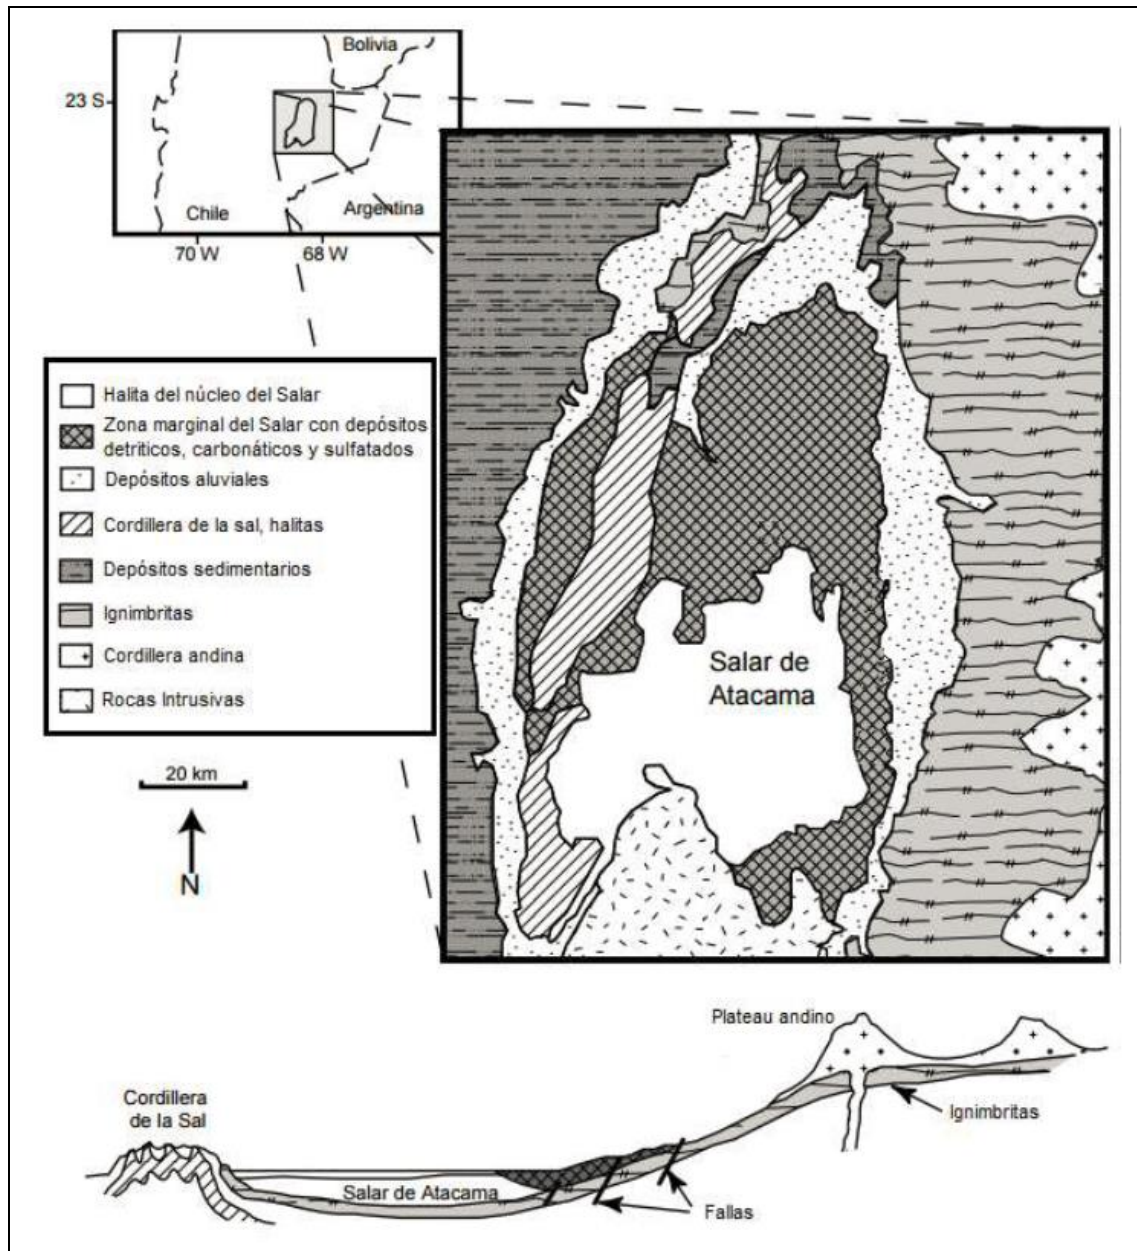 Bolivia
23 S
Chile
Argentina
70 W
68 W
Halita del núcleo del Salar
Zona marginal del Salar con depósitos
detríticos, carbonáticos y sulfatados
Depósitos aluviales
Cordillera de la sal, halitas
Depósitos sedimentarios
Ignimbritas
Cordillera andina
Rocas Intrusivas
Salar de
Atacama
20 km
N
Plateau andino
Cordillera
de la Sal
Ignimbritas
Salar de Atacama
Fallas